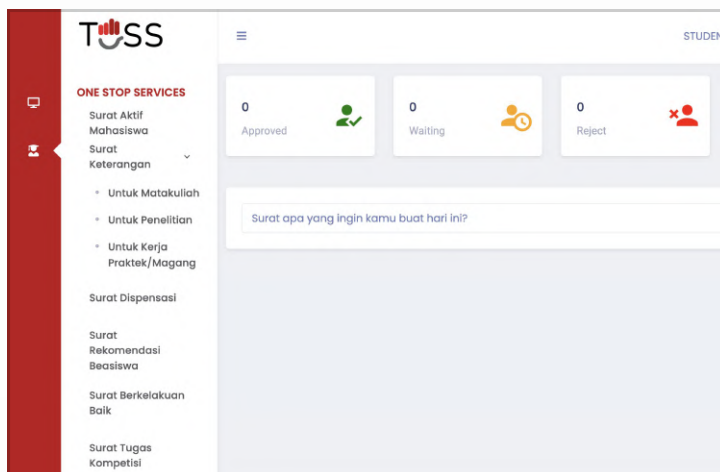 TUSS
STUDEN
ONE STOP SERVICES
Surat Aktif
Mahasiswa
Surat
Keterangan
Untuk Matakuliah
Untuk Penelitian
Untuk Kerja
Praktek/Magang
Surat Dispensasi
Surat
Rekomendasi
Beasiswa
Surat Berkelakuan
Baik
Surat Tugas
Kompetisi
0
Approved
0
Waiting
0
Reject
Surat apa yang ingin kamu buat hari ini?